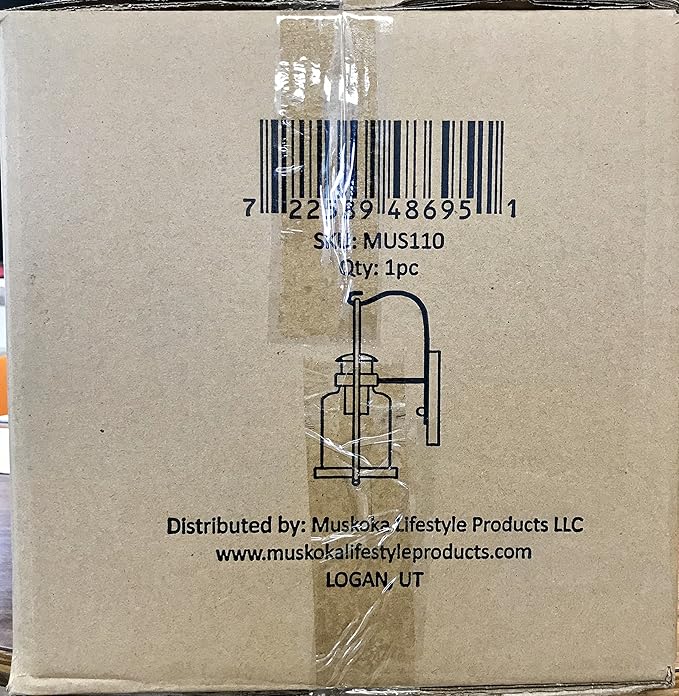 7 22589 48695 1
SKU: MUS110
Qty: 1pc
Distributed by: Muskoka Lifestyle Products LLC
www.muskokalifestyleproducts.com
LOGAN, UT